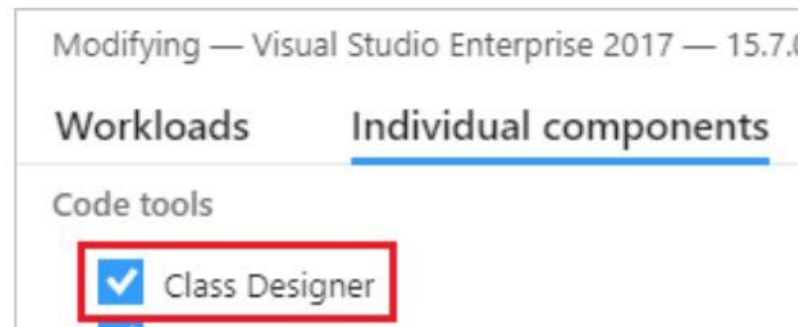 Modifying — Visual Studio Enterprise 2017 — 15.7.
Workloads Individual components
Code tools
Class Designer